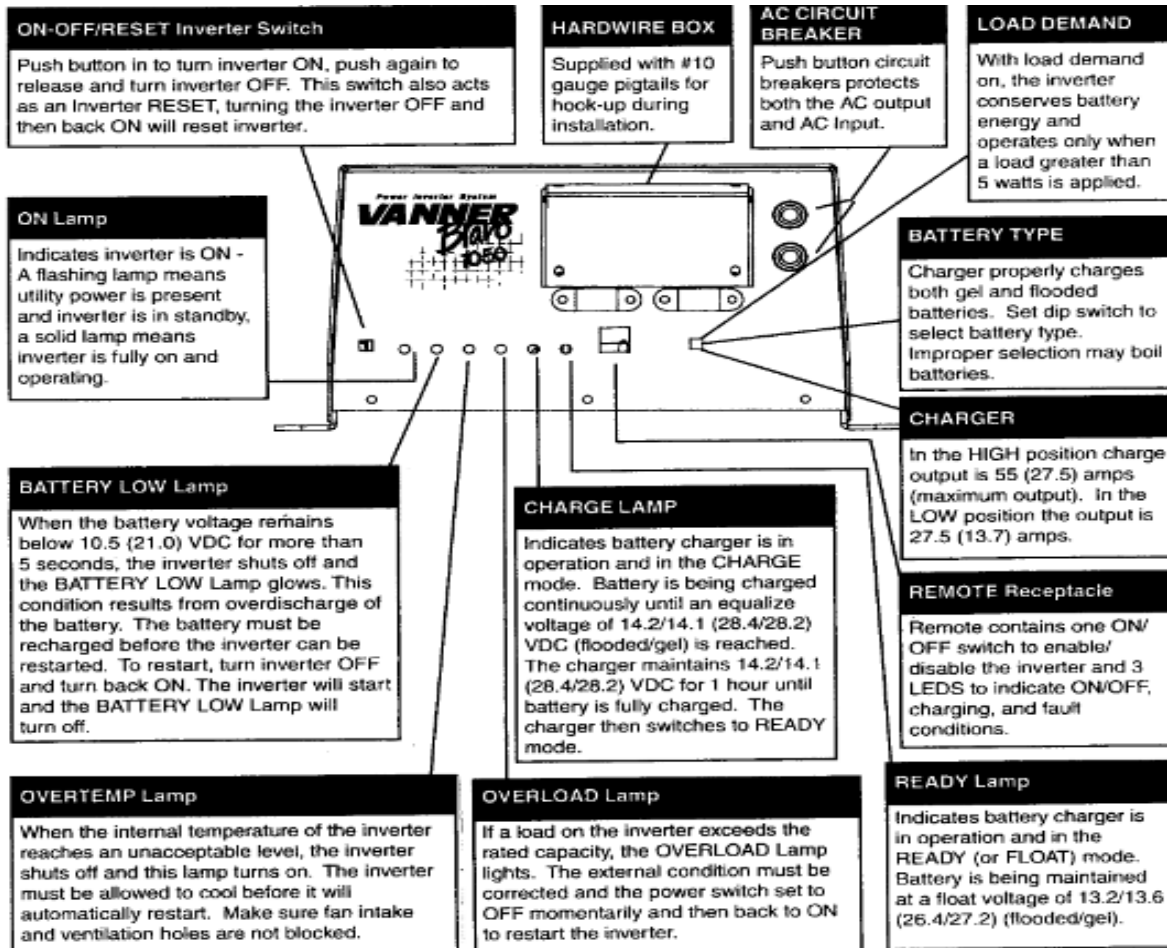 ON-OFF/RESET Inverter Switch
Push button in to turn inverter ON, push again to
release and turn inverter OFF. This switch also acts
as an Inverter RESET, turning the inverter OFF and
then back ON will reset inverter.
HARDWIRE BOX
Supplied with #10
gauge pigtails for
hook-up during
installation.
AC CIRCUIT
BREAKER
Push button circuit
breakers protects
both the AC output
and AC Input.
LOAD DEMAND
With load demand
on, the inverter
conserves battery
energy and
operates only when
a load greater than
5 watts is applied.
ON Lamp
Indicates inverter is ON -
A flashing lamp means
utility power is present
and inverter is in standby,
a solid lamp means
inverter is fully on and
operating.
Power Inverter System
VANNER
Bravo
1050
BATTERY TYPE
Charger properly charges
both gel and flooded
batteries. Set dip switch to
select battery type.
Improper selection may boil
batteries.
CHARGER
In the HIGH position charge
output is 55 (27.5) amps
(maximum output). In the
LOW position the output is
27.5 (13.7) amps.
BATTERY LOW Lamp
When the battery voltage remains
below 10.5 (21.0) VDC for more than
5 seconds, the inverter shuts off and
the BATTERY LOW Lamp glows. This
condition results from overdischarge of
the battery. The battery must be
recharged before the inverter can be
restarted. To restart, turn inverter OFF
and turn back ON. The inverter will start
and the BATTERY LOW Lamp will
turn off.
CHARGE LAMP
Indicates battery charger is in
operation and in the CHARGE
mode. Battery is being charged
continuously until an equalize
voltage of 14.2/14.1 (28.4/28.2)
VDC (flooded/gel) is reached.
The charger maintains 14.2/14.1
(28.4/28.2) VDC for 1 hour until
battery is fully charged. The
charger then switches to READY
mode.
REMOTE Receptacle
Remote contains one ON/
OFF switch to enable/
disable the inverter and 3
LEDS to indicate ON/OFF,
charging, and fault
conditions.
OVERTEMP Lamp
When the internal temperature of the inverter
reaches an unacceptable level, the inverter
shuts off and this lamp turns on. The inverter
must be allowed to cool before it will
automatically restart. Make sure fan intake
and ventilation holes are not blocked.
OVERLOAD Lamp
If a load on the inverter exceeds the
rated capacity, the OVERLOAD Lamp
lights. The external condition must be
corrected and the power switch set to
OFF momentarily and then back to ON
to restart the inverter.
READY Lamp
Indicates battery charger is
in operation and in the
READY (or FLOAT) mode.
Battery is being maintained
at a float voltage of 13.2/13.6
(26.4/27.2) (flooded/gel).